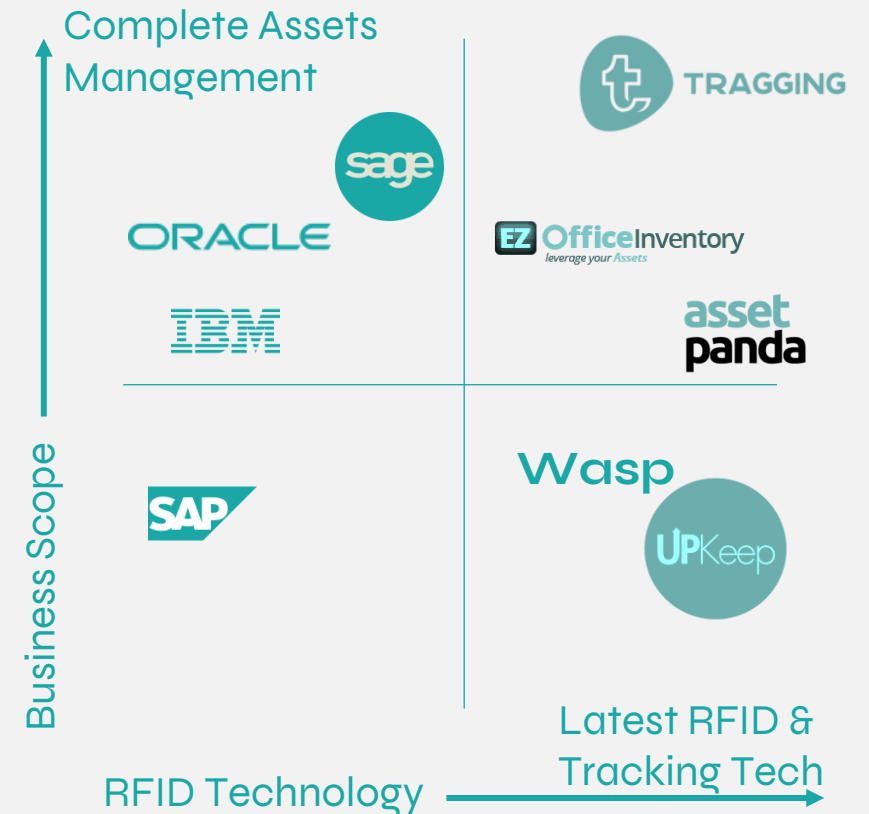 Complete Assets
Management
t TRAGGING
sage
ORACLE
EZ OfficeInventory
leverage your Assets
IBM
asset
panda
Business Scope
SAP
Wasp
UPKeep
Latest RFID &
Tracking Tech
RFID Technology